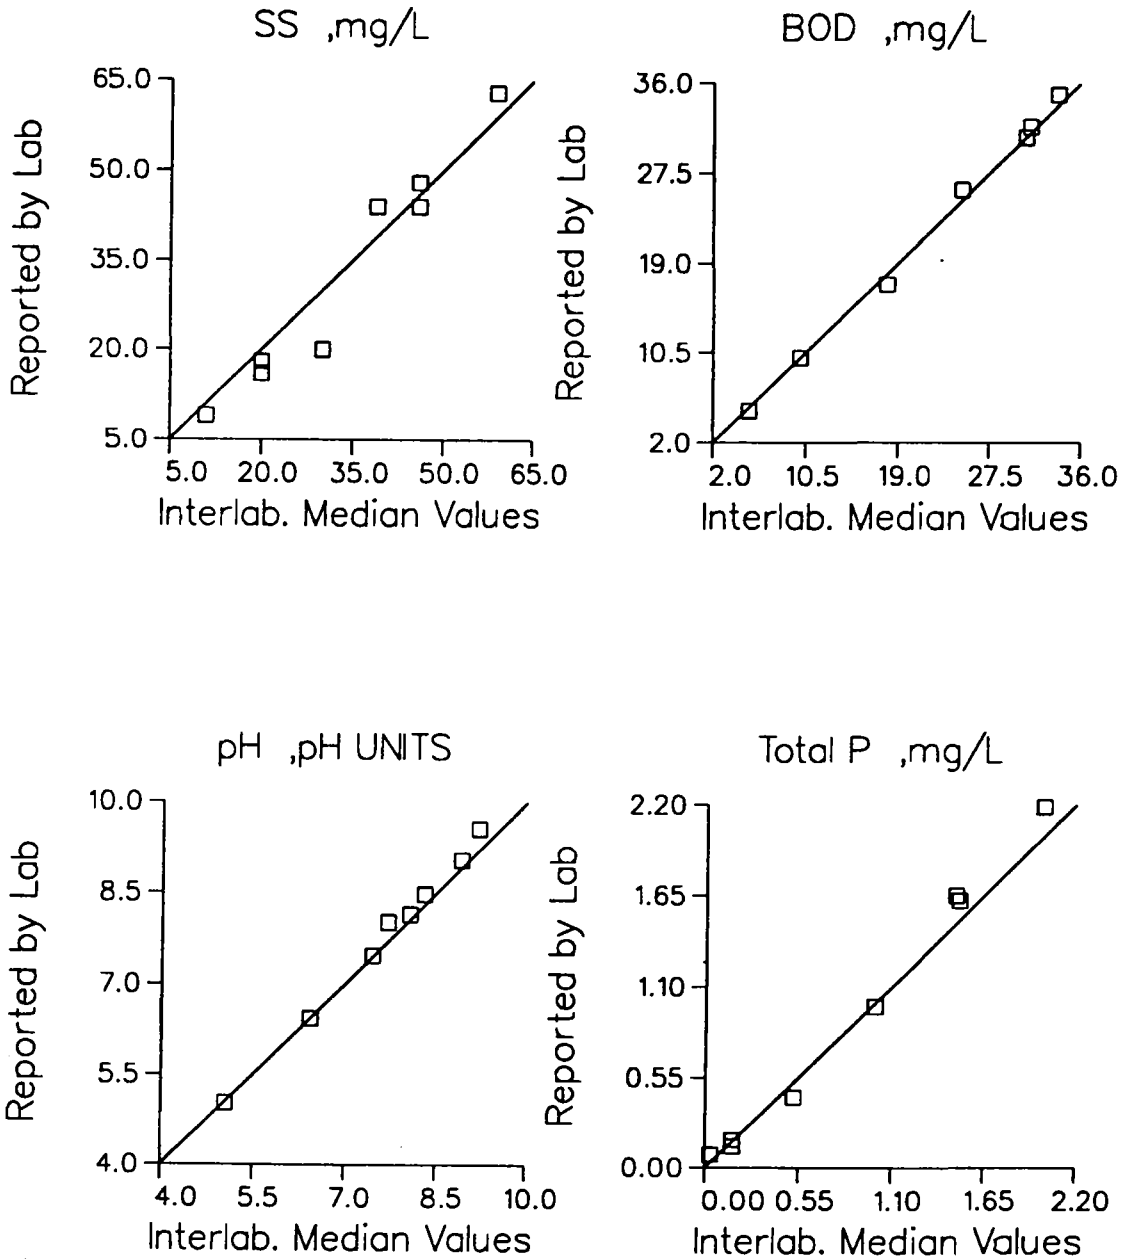 SS ,mg/L
65.0
50.0
35.0
20.0
5.0
Reported by Lab
5.0 20.0 35.0 50.0 65.0
Interlab. Median Values
BOD ,mg/L
36.0
27.5
19.0
10.5
2.0
Reported by Lab
2.0 10.5 19.0 27.5 36.0
Interlab. Median Values
pH ,pH UNITS
10.0
8.5
7.0
5.5
4.0
Reported by Lab
4.0 5.5 7.0 8.5 10.0
Interlab. Median Values
Total P ,mg/L
2.20
1.65
1.10
0.55
0.00
Reported by Lab
0.00 0.55 1.10 1.65 2.20
Interlab. Median Values